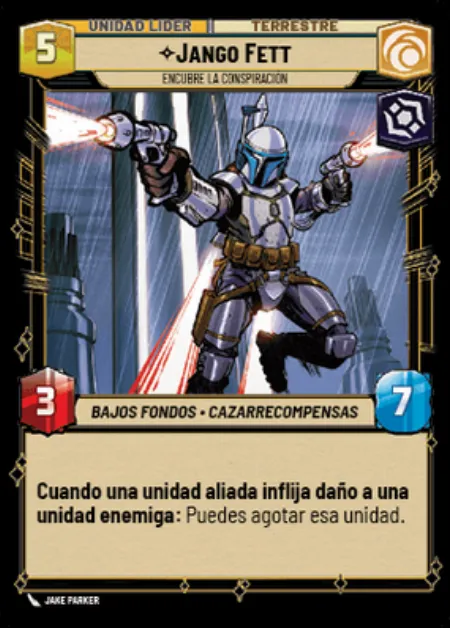 UNIDAD LÍDER TERRESTRE
5
Jango Fett
ENCUBRE LA CONSPIRACIÓN
3
BAJOS FONDOS • CAZARRECOMPENSAS
7
Cuando una unidad aliada inflija daño a una
unidad enemiga: Puedes agotar esa unidad.
JAKE PARKER